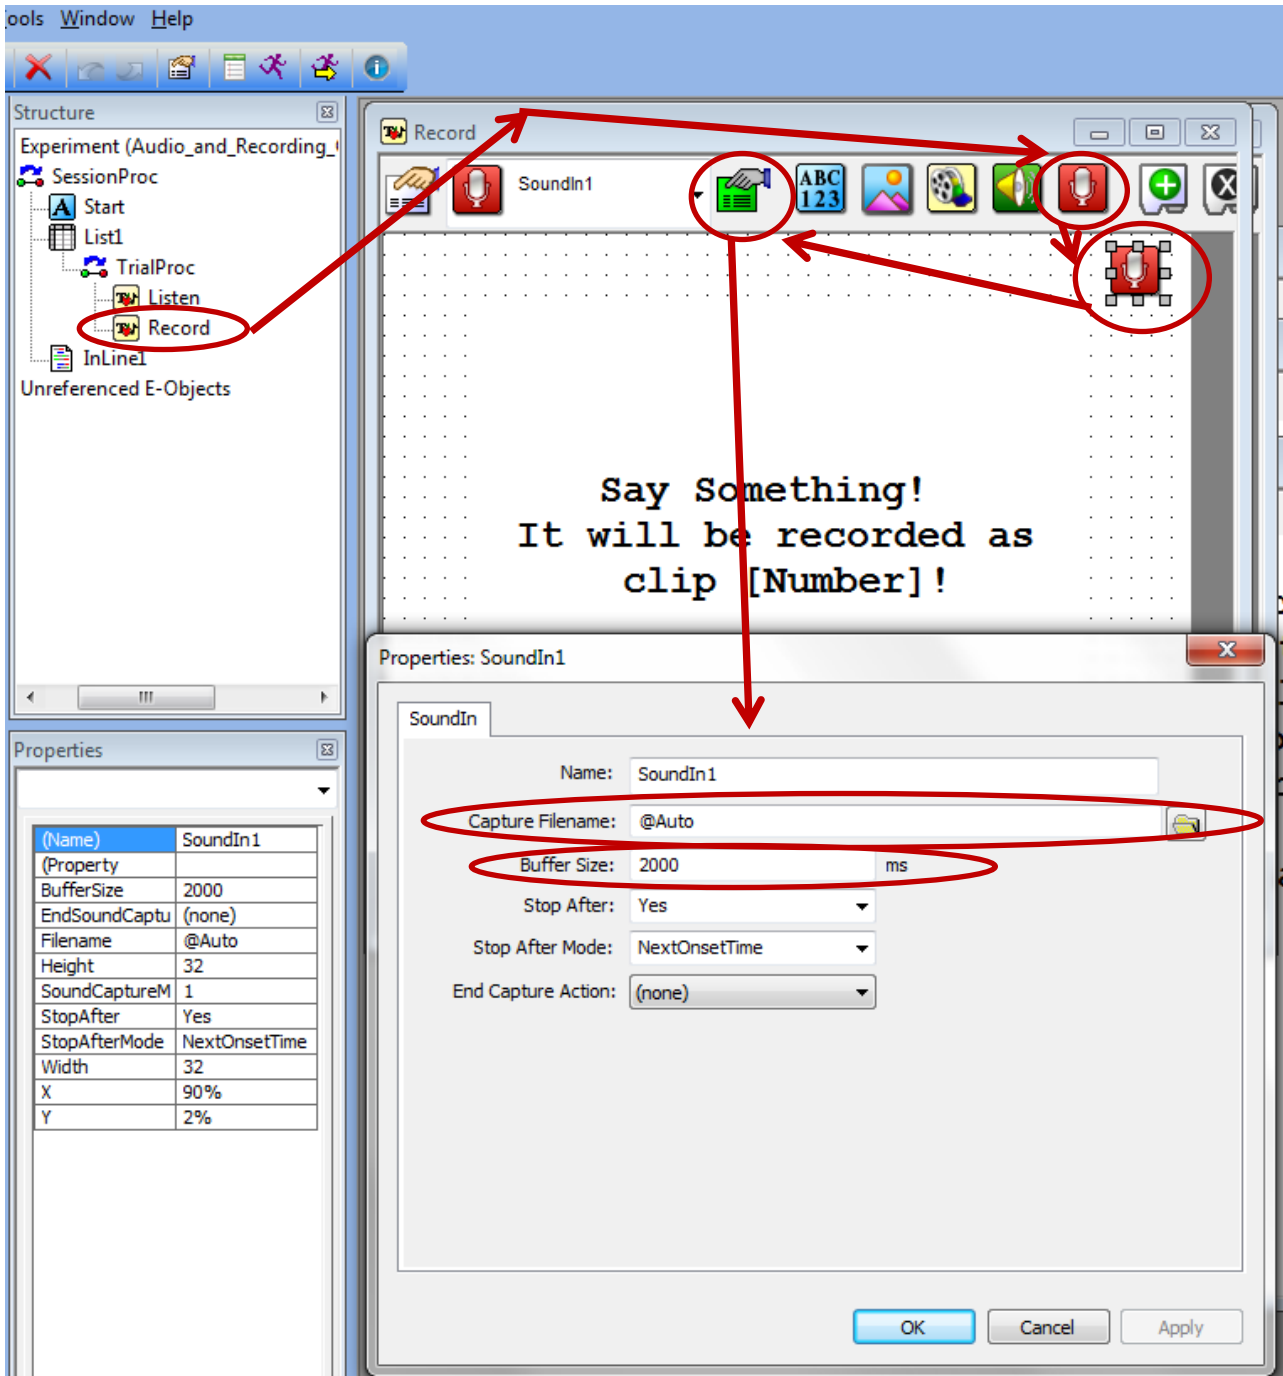 ools Window Help
Structure
Experiment (Audio_and_Recording_
SessionProc
Start
List1
TrialProc
Listen
Record
InLine1
Unreferenced E-Objects
Record
SoundIn1
ABC
123
Say Something!
It will be recorded as
clip [Number]!
Properties: SoundIn1
SoundIn
Name: SoundIn1
Capture Filename: @Auto
Buffer Size: 2000 ms
Stop After: Yes
Stop After Mode: NextOnsetTime
End Capture Action: (none)
OK Cancel Apply
Properties
(Name) SoundIn1
(Property
BufferSize 2000
EndSoundCaptu (none)
Filename @Auto
Height 32
SoundCaptureM 1
StopAfter Yes
StopAfterMode NextOnsetTime
Width 32
X 90%
Y 2%